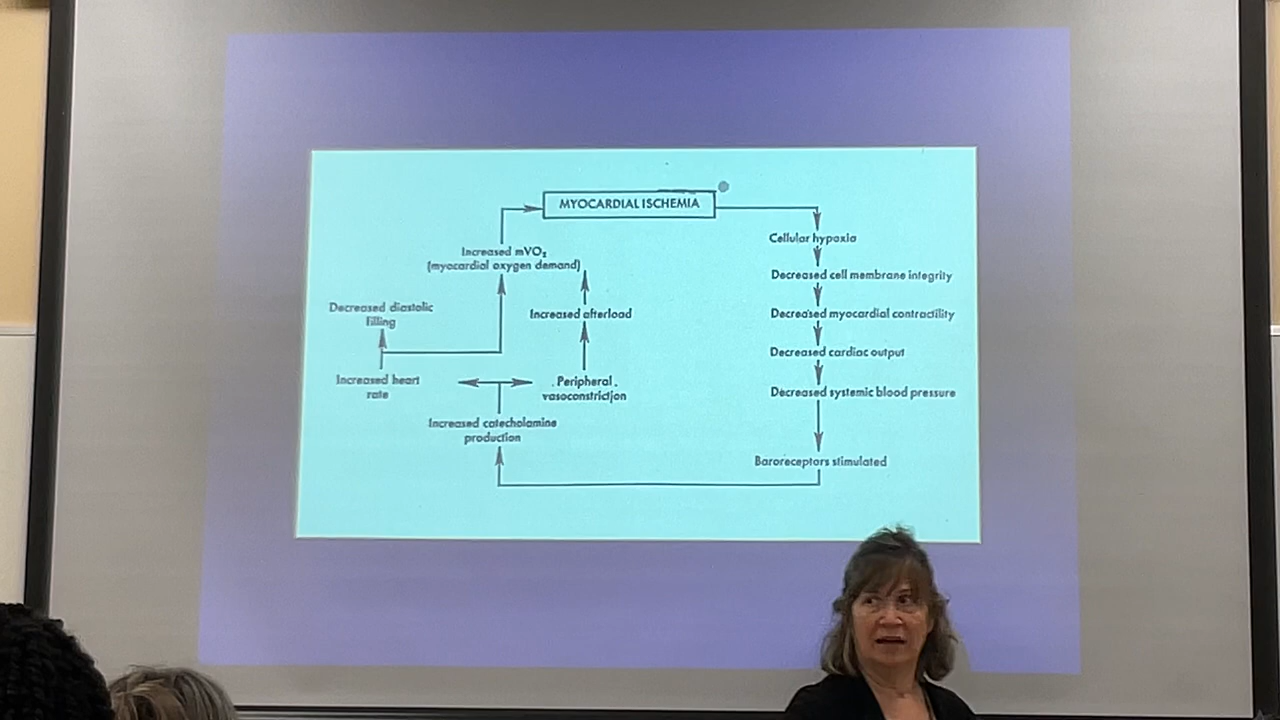 MYOCARDIAL ISCHEMIA
Increased mVO₂
(myocardial oxygen demand)
Decreased diastolic
filling
Increased afterload
Increased heart
rate
Peripheral
vasoconstriction
Increased catecholamine
production
Cellular hypoxia
Decreased cell membrane integrity
Decreased myocardial contractility
Decreased cardiac output
Decreased systemic blood pressure
Baroreceptors stimulated